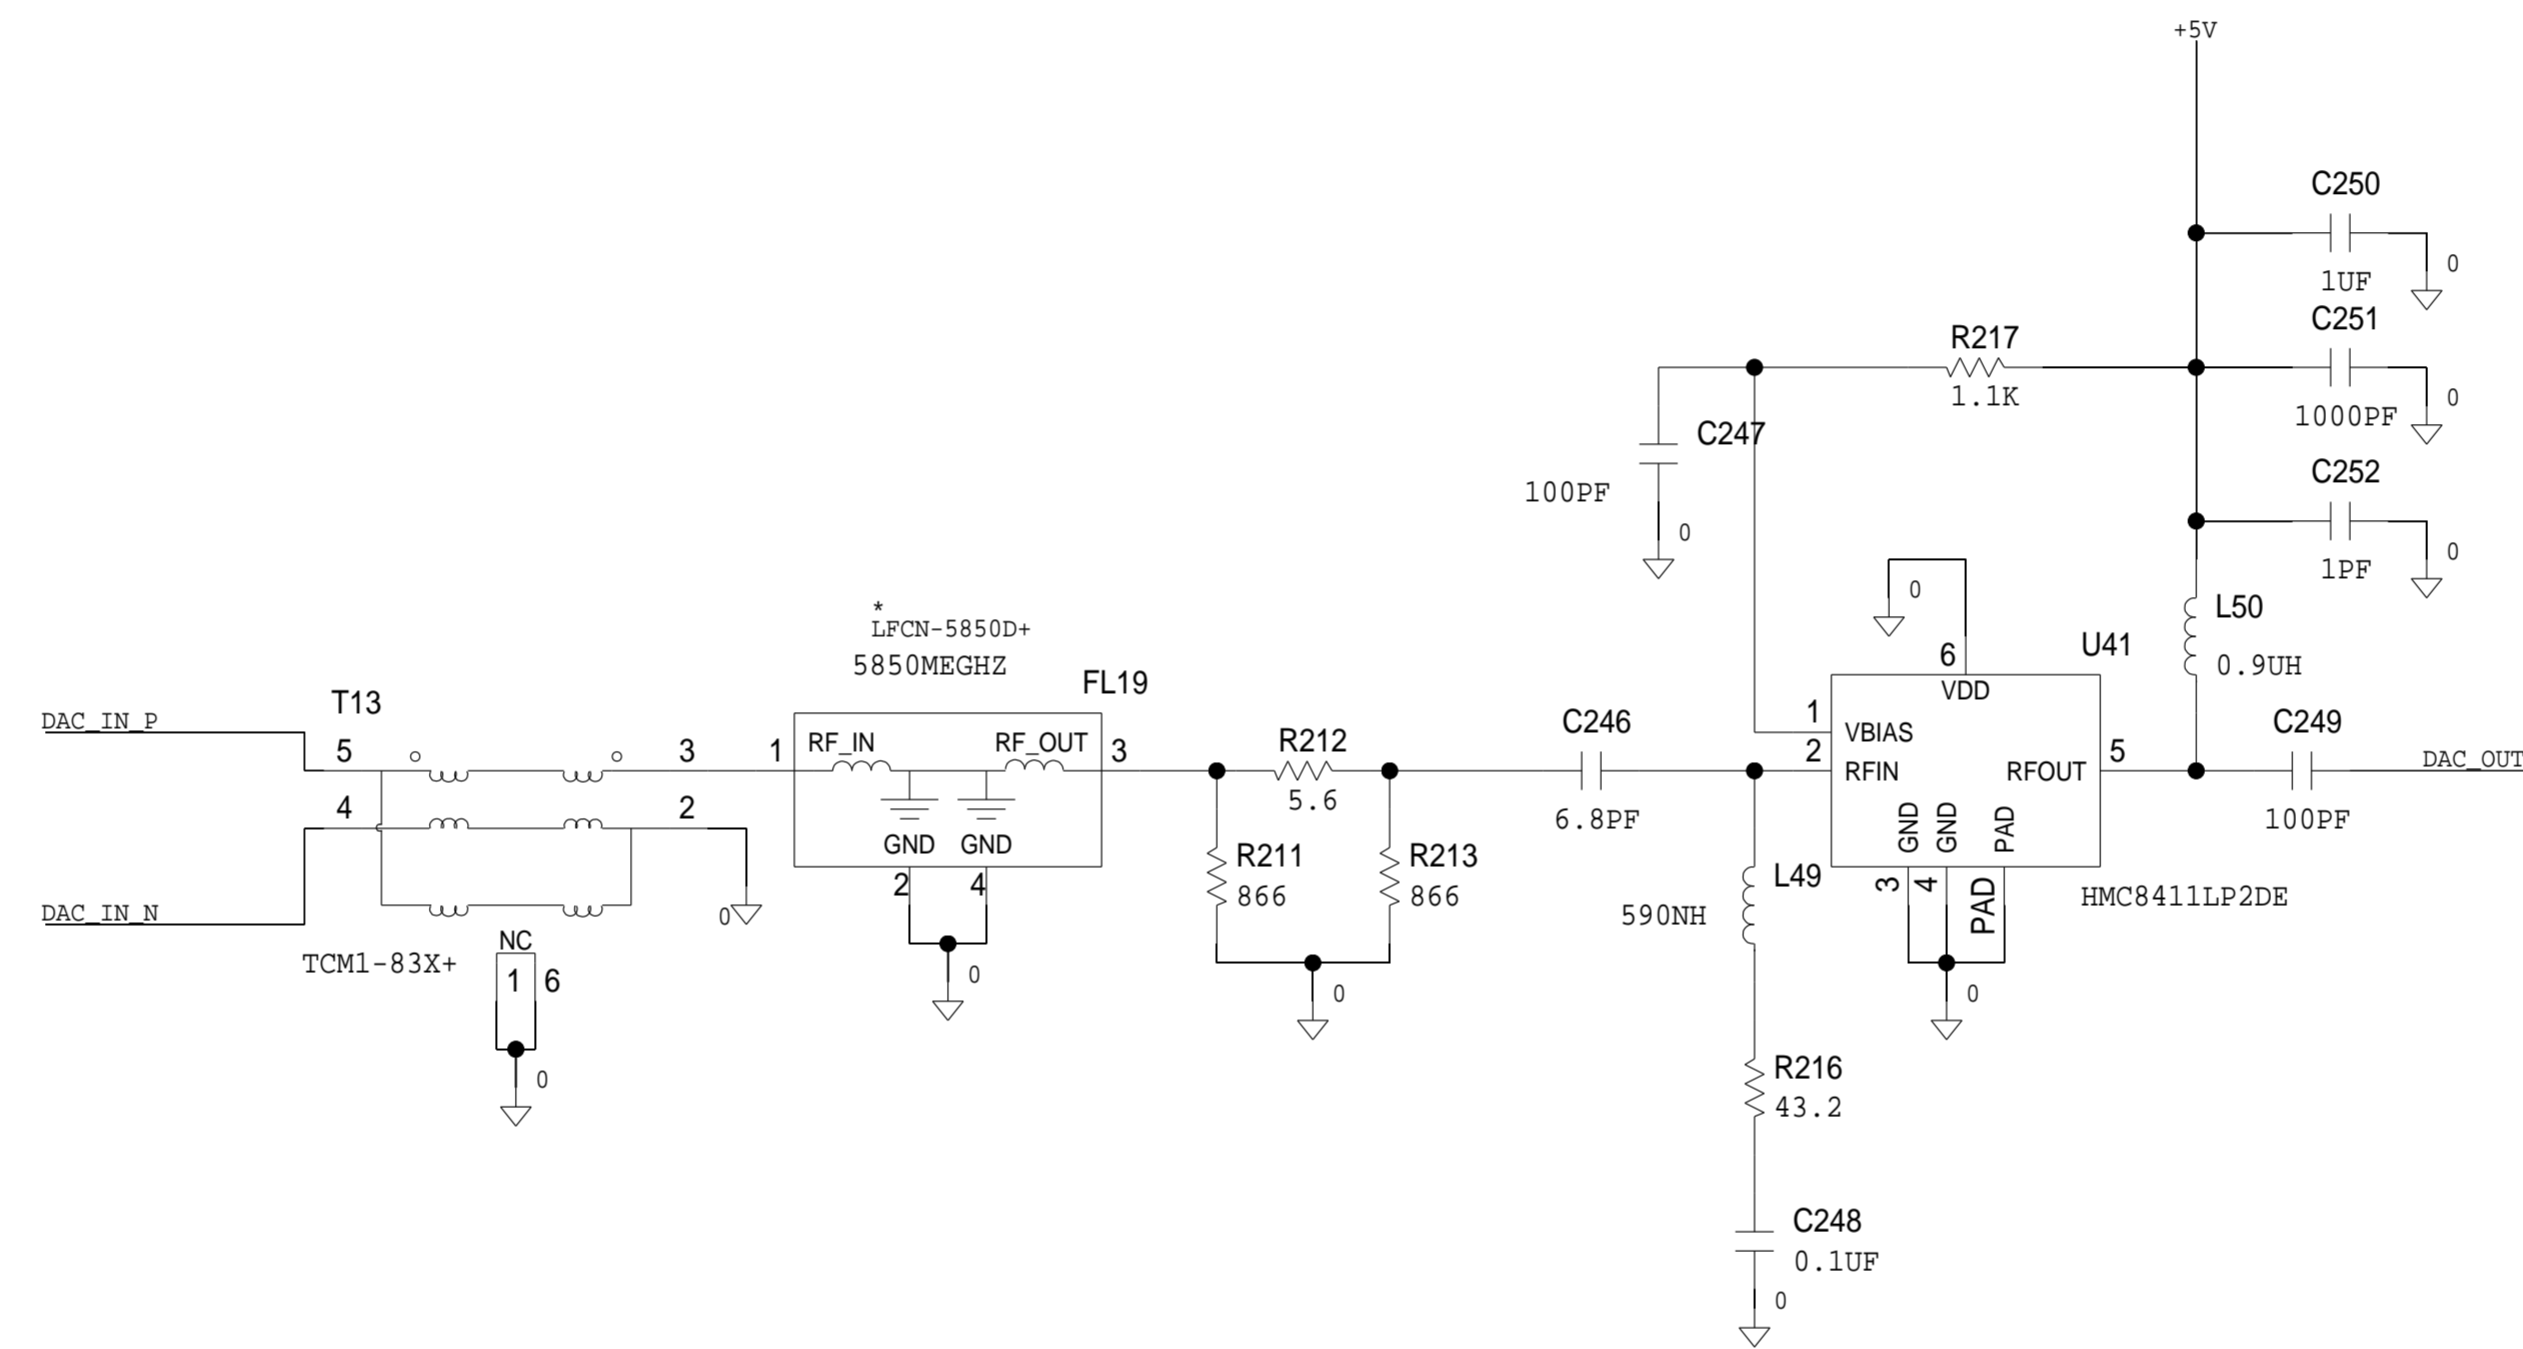 +5V
C250
0
1UF
C251
R217
0
1.1K
1000PF
C247
C252
100PF
0
0
1PF
0
*
LFCN-5850D+
5850MEGHZ
FL19
L50
0.9UH
6
U41
VDD
T13
DAC_IN_P
5
3
1
RF_IN
RF_OUT
3
R212
5.6
C246
6.8PF
1
VBIAS
2
RFIN
RFOUT
5
C249
100PF
DAC_OUT
4
2
GND
GND
GND
GND
PAD
2
4
R211
866
R213
866
L49
590NH
3
4
PAD
HMC8411LP2DE
DAC_IN_N
0
NC
TCM1-83X+
1
6
0
0
0
0
R216
43.2
C248
0.1UF
0